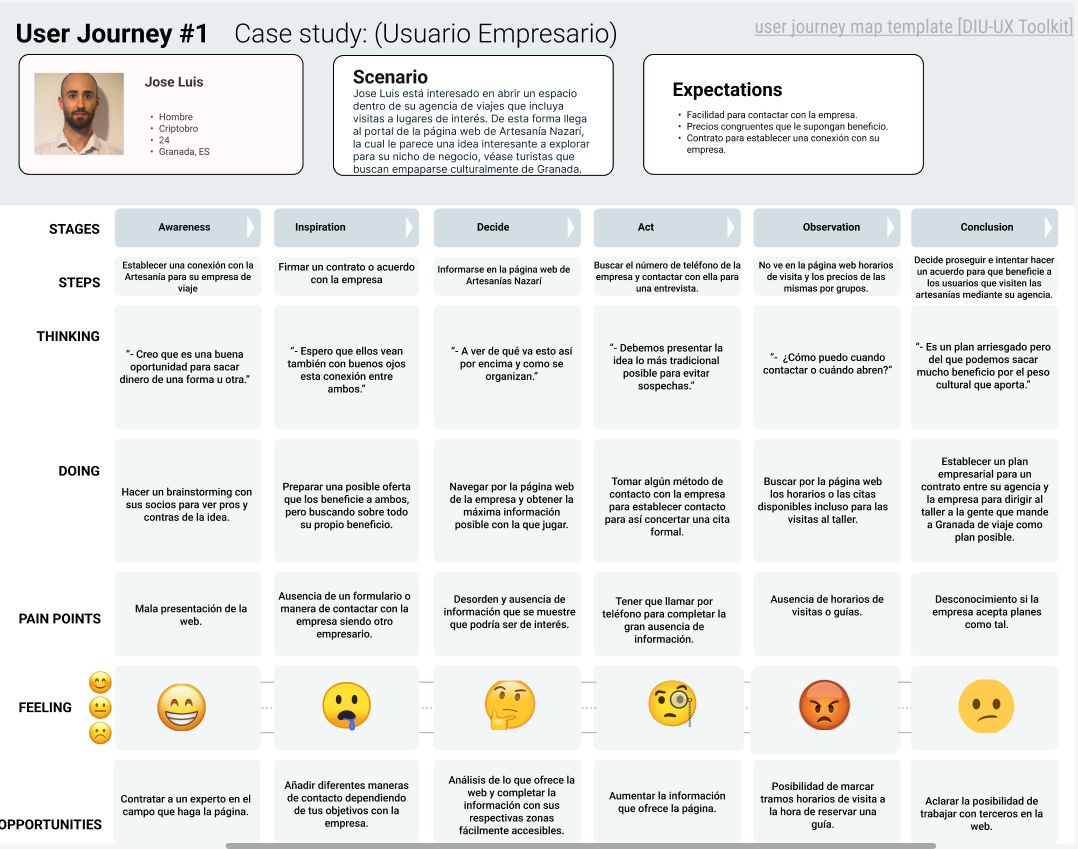 User Journey #1 Case study: (Usuario Empresario)
user journey map template [DIU-UX Toolkit]
Jose Luis
• Hombre
• Criptobro
• 24
• Granada, ES
Scenario
Jose Luis está interesado en abrir un espacio
dentro de su agencia de viajes que incluya
visitas a lugares de interés. De esta forma llega
al portal de la página web de Artesanía Nazarí,
la cual le parece una idea interesante a explorar
para su nicho de negocio, véase turistas que
buscan empaparse culturalmente de Granada.
Expectations
• Facilidad para contactar con la empresa.
• Precios congruentes que le supongan beneficio.
• Contrato para establecer una conexión con su
empresa.
STAGES
Awareness
Inspiration
Decide
Act
Observation
Conclusion
STEPS
Establecer una conexión con la
Artesanía para su empresa de
viaje
Firmar un contrato o acuerdo
con la empresa
Informarse en la página web de
Artesanías Nazarí
Buscar el número de teléfono de la
empresa y contactar con ella para
una entrevista.
No ve en la página web horarios
de visita y los precios de las
mismas por grupos.
Decide proseguir e intentar hacer
un acuerdo para que beneficie a
los usuarios que visiten las
artesanías mediante su agencia.
THINKING
“- Creo que es una buena
oportunidad para sacar
dinero de una forma u otra.”
“- Espero que ellos vean
también con buenos ojos
esta conexión entre
ambos.”
“- A ver de qué va esto así
por encima y como se
organizan.”
“- Debemos presentar la
idea lo más tradicional
posible para evitar
sospechas.”
“- ¿Cómo puedo cuando
contactar o cuándo abren?”
“- Es un plan arriesgado pero
del que podemos sacar
mucho beneficio por el peso
cultural que aporta.”
DOING
Hacer un brainstorming con
sus socios para ver pros y
contras de la idea.
Preparar una posible oferta
que los beneficie a ambos,
pero buscando sobre todo
su propio beneficio.
Navegar por la página web
de la empresa y obtener la
máxima información
posible con la que jugar.
Tomar algún método de
contacto con la empresa
para establecer contacto
para así concertar una cita
formal.
Buscar por la página web
los horarios o las citas
disponibles incluso para las
visitas al taller.
Establecer un plan
empresarial para un
contrato entre su agencia y
la empresa para dirigir al
taller a la gente que mande
a Granada de viaje como
plan posible.
PAIN POINTS
Mala presentación de la
web.
Ausencia de un formulario o
manera de contactar con la
empresa siendo otro
empresario.
Desorden y ausencia de
información que se muestre
que podría ser de interés.
Tener que llamar por
teléfono para completar la
gran ausencia de
información.
Ausencia de horarios de
visitas o guías.
Desconocimiento si la
empresa acepta planes
como tal.
FEELING
OPPORTUNITIES
Contratar a un experto en el
campo que haga la página.
Añadir diferentes maneras
de contacto dependiendo
de tus objetivos con la
empresa.
Análisis de lo que ofrece la
web y completar la
información con sus
respectivas zonas
fácilmente accesibles.
Aumentar la información
que ofrece la página.
Posibilidad de marcar
tramos horarios de visita a
la hora de reservar una
guía.
Aclarar la posibilidad de
trabajar con terceros en la
web.